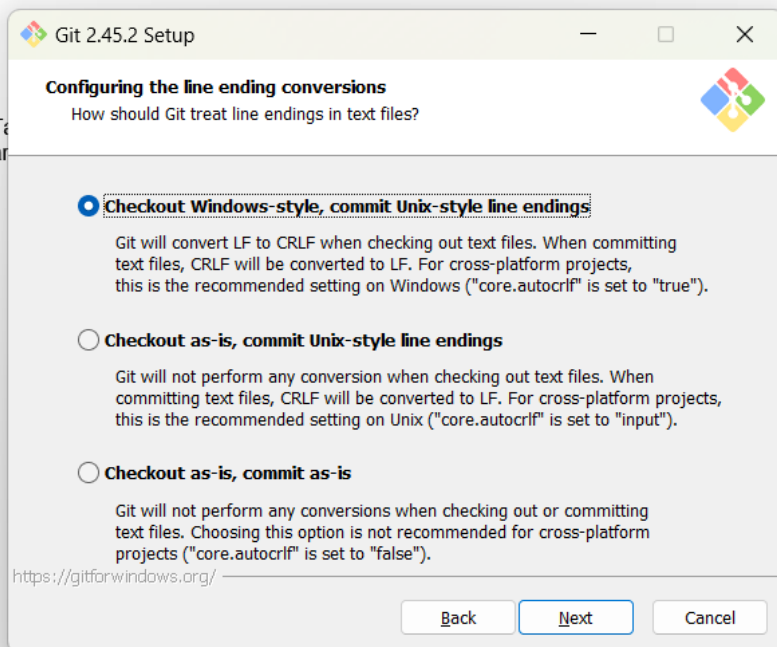 Git 2.45.2 Setup
Configuring the line ending conversions
How should Git treat line endings in text files?
Checkout Windows-style, commit Unix-style line endings
Git will convert LF to CRLF when checking out text files. When committing
text files, CRLF will be converted to LF. For cross-platform projects,
this is the recommended setting on Windows ("core.autocrlf" is set to "true").
Checkout as-is, commit Unix-style line endings
Git will not perform any conversion when checking out text files. When
committing text files, CRLF will be converted to LF. For cross-platform projects,
this is the recommended setting on Unix ("core.autocrlf" is set to "input").
Checkout as-is, commit as-is
Git will not perform any conversions when checking out or committing
text files. Choosing this option is not recommended for cross-platform
projects ("core.autocrlf" is set to "false").
https://gitforwindows.org/
Back Next Cancel